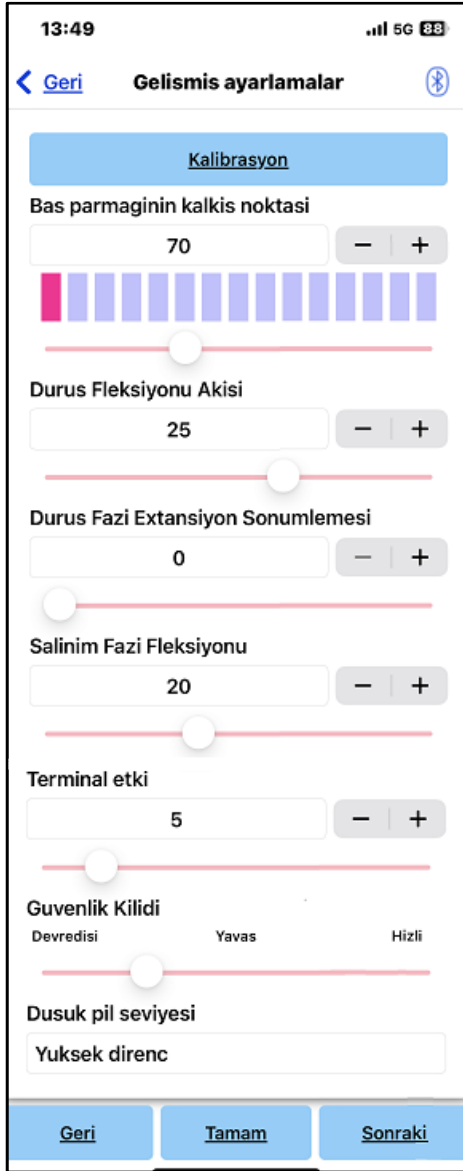 13:49 5G 88
Geri Gelismis ayarlamalar
Kalibrasyon
Bas parmaginin kalkis noktasi
70 − +
Durus Fleksiyonu Akisi
25 − +
Durus Fazi Extansiyon Sonumlemesi
0 − +
Salinim Fazi Fleksiyonu
20 − +
Terminal etki
5 − +
Guvenlik Kilidi
Devredisi Yavas Hizli
Dusuk pil seviyesi
Yuksek direnc
Geri Tamam Sonraki